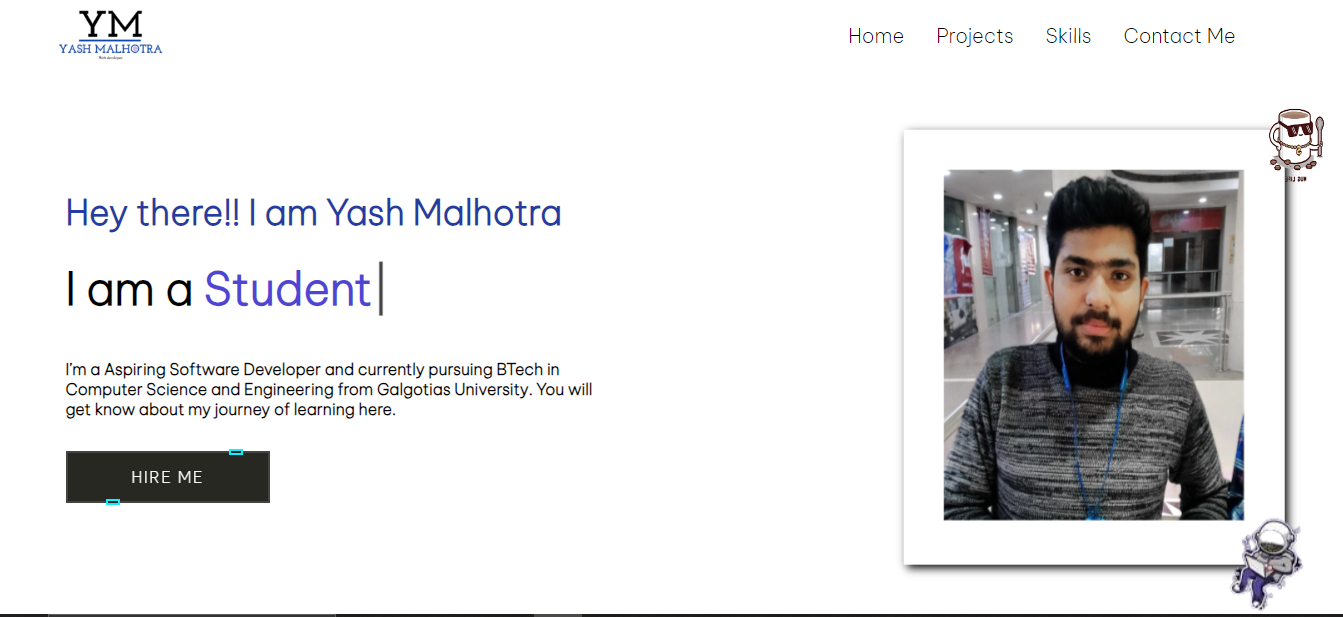 YM
YASH MALHOTRA
Web developer
Home Projects Skills Contact Me
Hey there!! I am Yash Malhotra
I am a Student
I'm a Aspiring Software Developer and currently pursuing BTech in
Computer Science and Engineering from Galgotias University. You will
get know about my journey of learning here.
HIRE ME